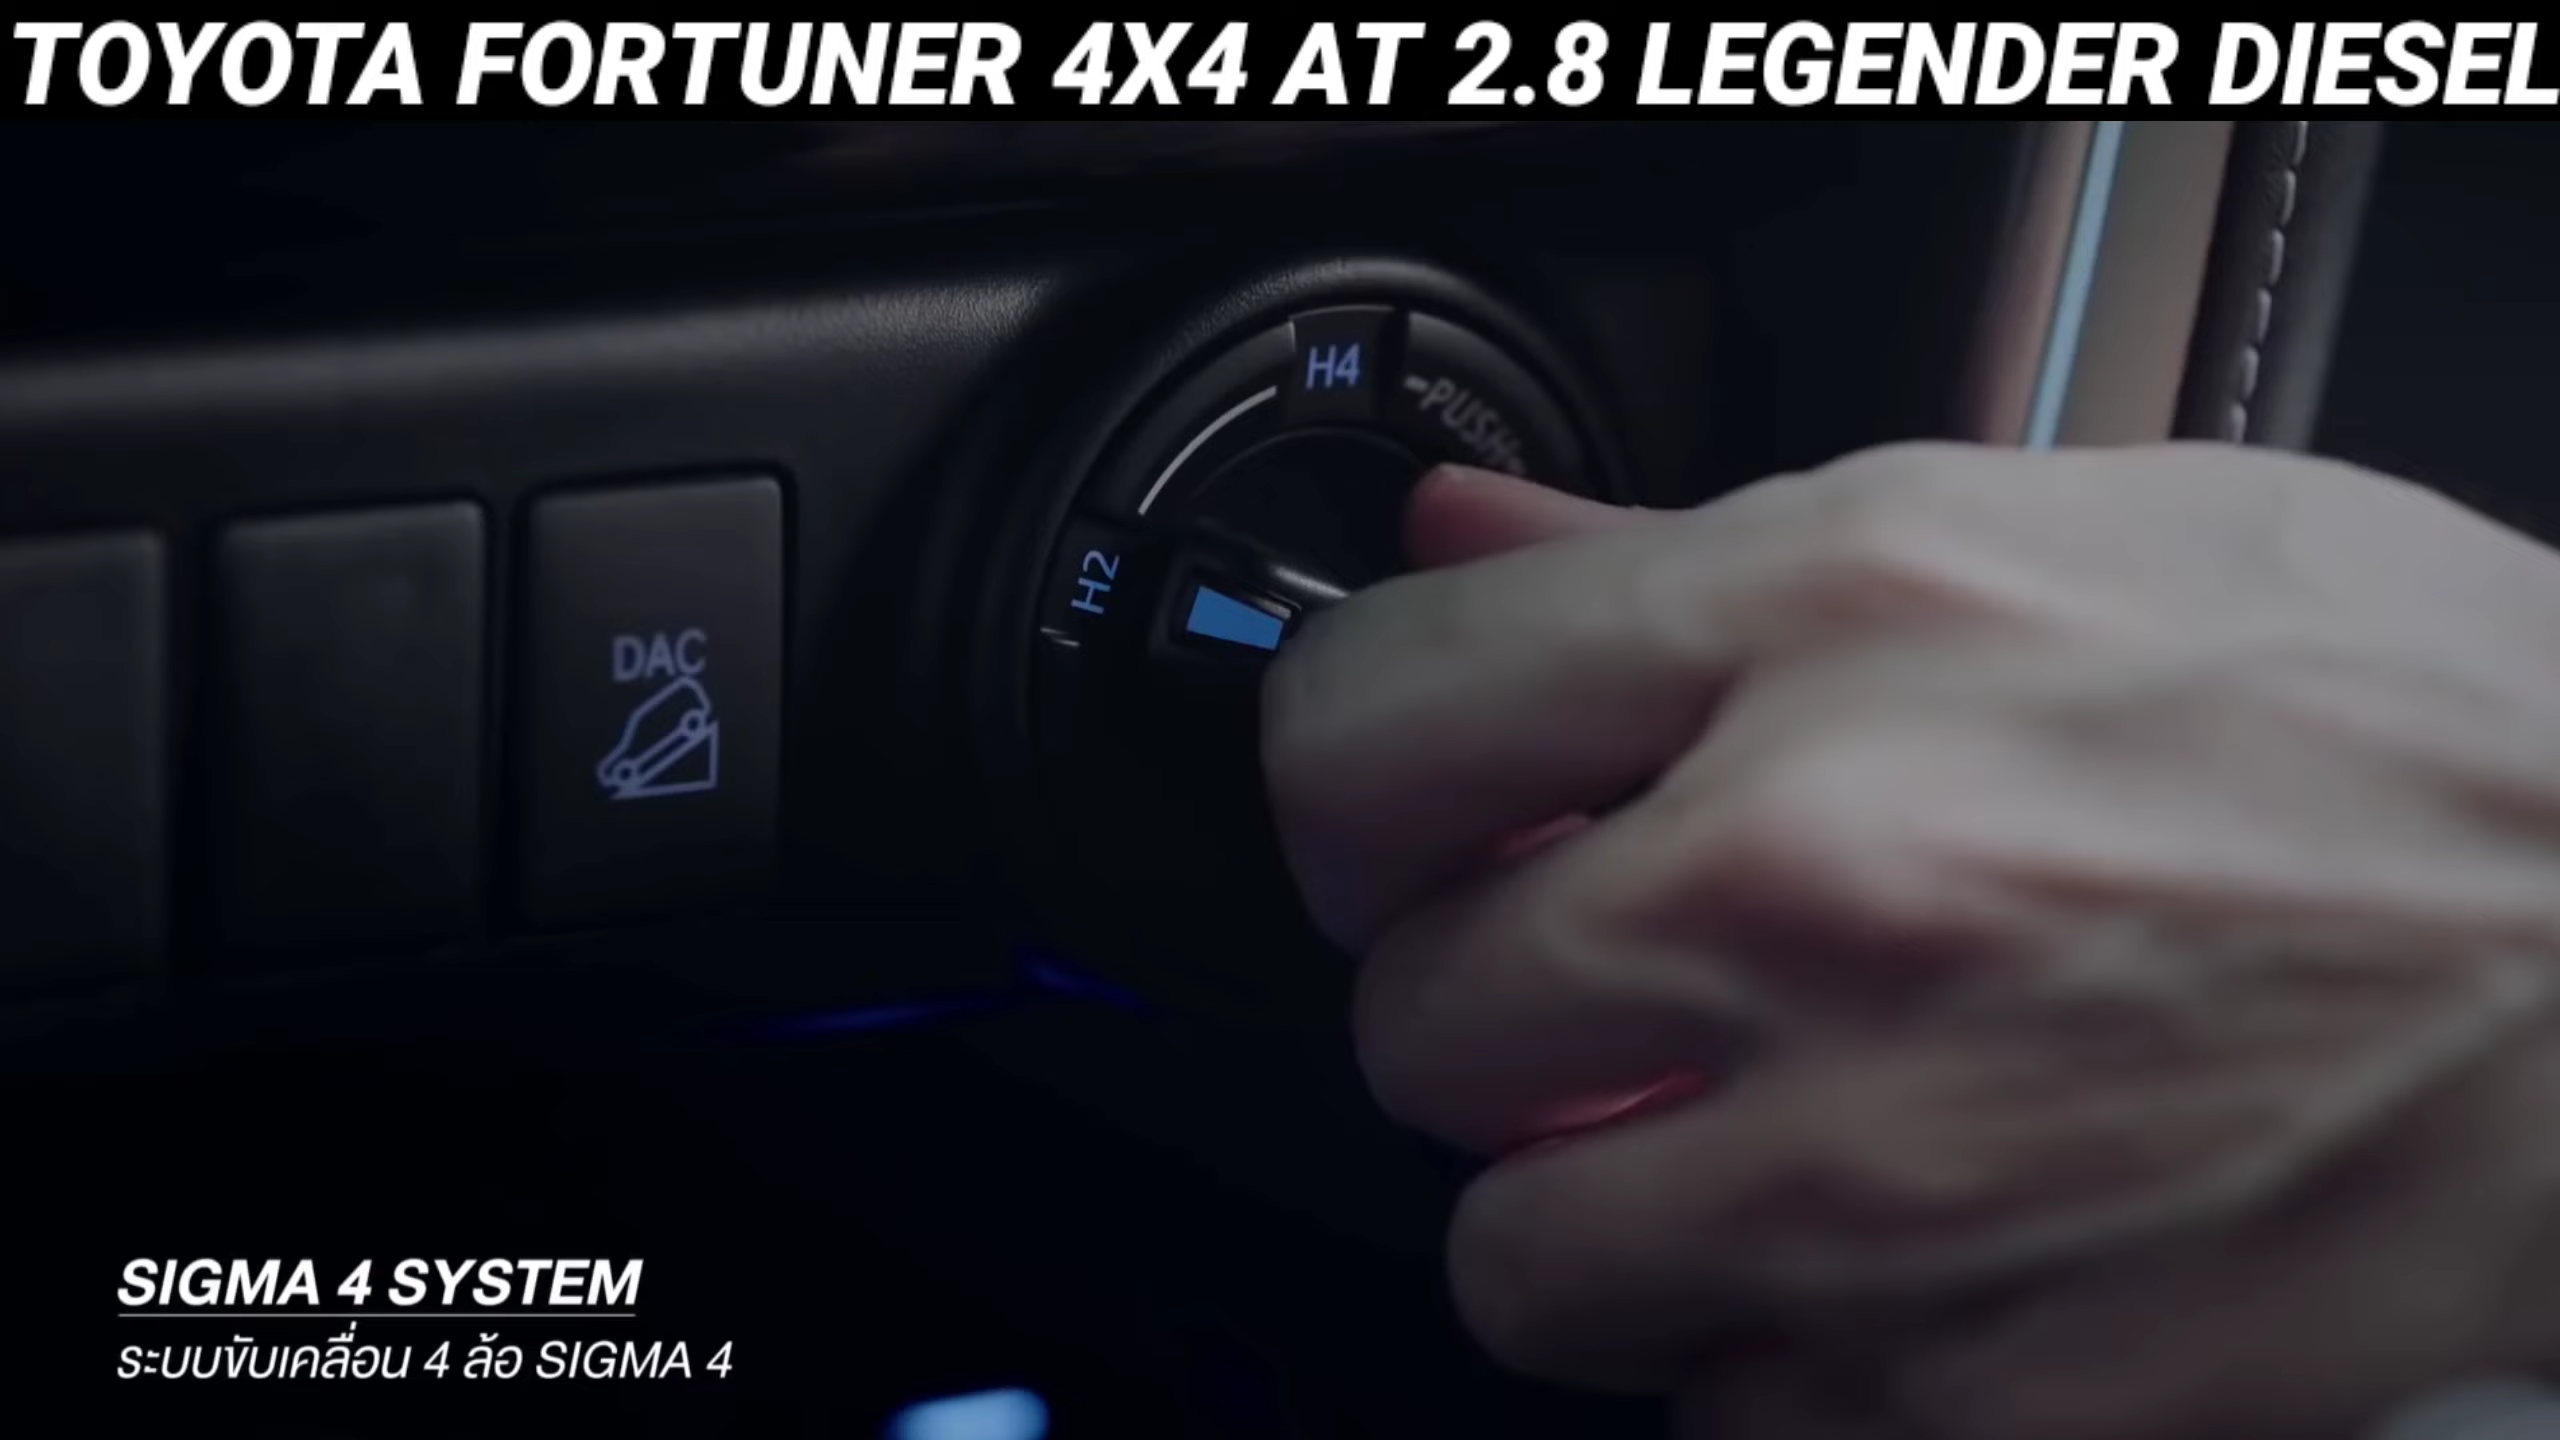 TOYOTA FORTUNER 4X4 AT 2.8 LEGENDER DIESEL
H4
-PUSH-
H2
DAC
SIGMA 4 SYSTEM
ระบบขับเคลื่อน 4 ล้อ SIGMA 4